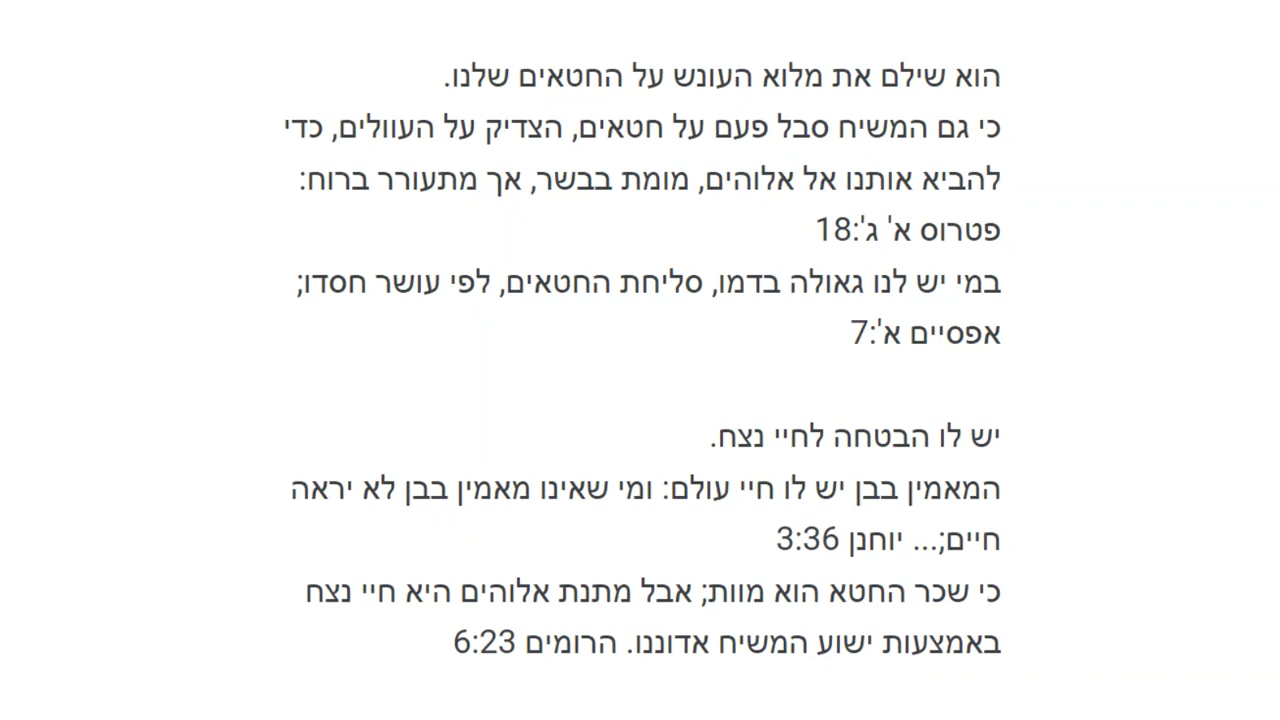 הוא שילם את מלוא העונש על החטאים שלנו.
כי גם המשיח סבל פעם על חטאים, הצדיק על העוולים, כדי
להביא אותנו אל אלוהים, מומת בבשר, אך מתעורר ברוח:
פטרוס א' ג':18
במי יש לנו גאולה בדמו, סליחת החטאים, לפי עושר חסדו;
אפסיים א':7
יש לו הבטחה לחיי נצח.
המאמין בבן יש לו חיי עולם: ומי שאינו מאמין בבן לא יראה
חיים;... יוחנן 3:36
כי שכר החטא הוא מוות; אבל מתנת אלוהים היא חיי נצח
באמצעות ישוע המשיח אדוננו. הרומים 6:23